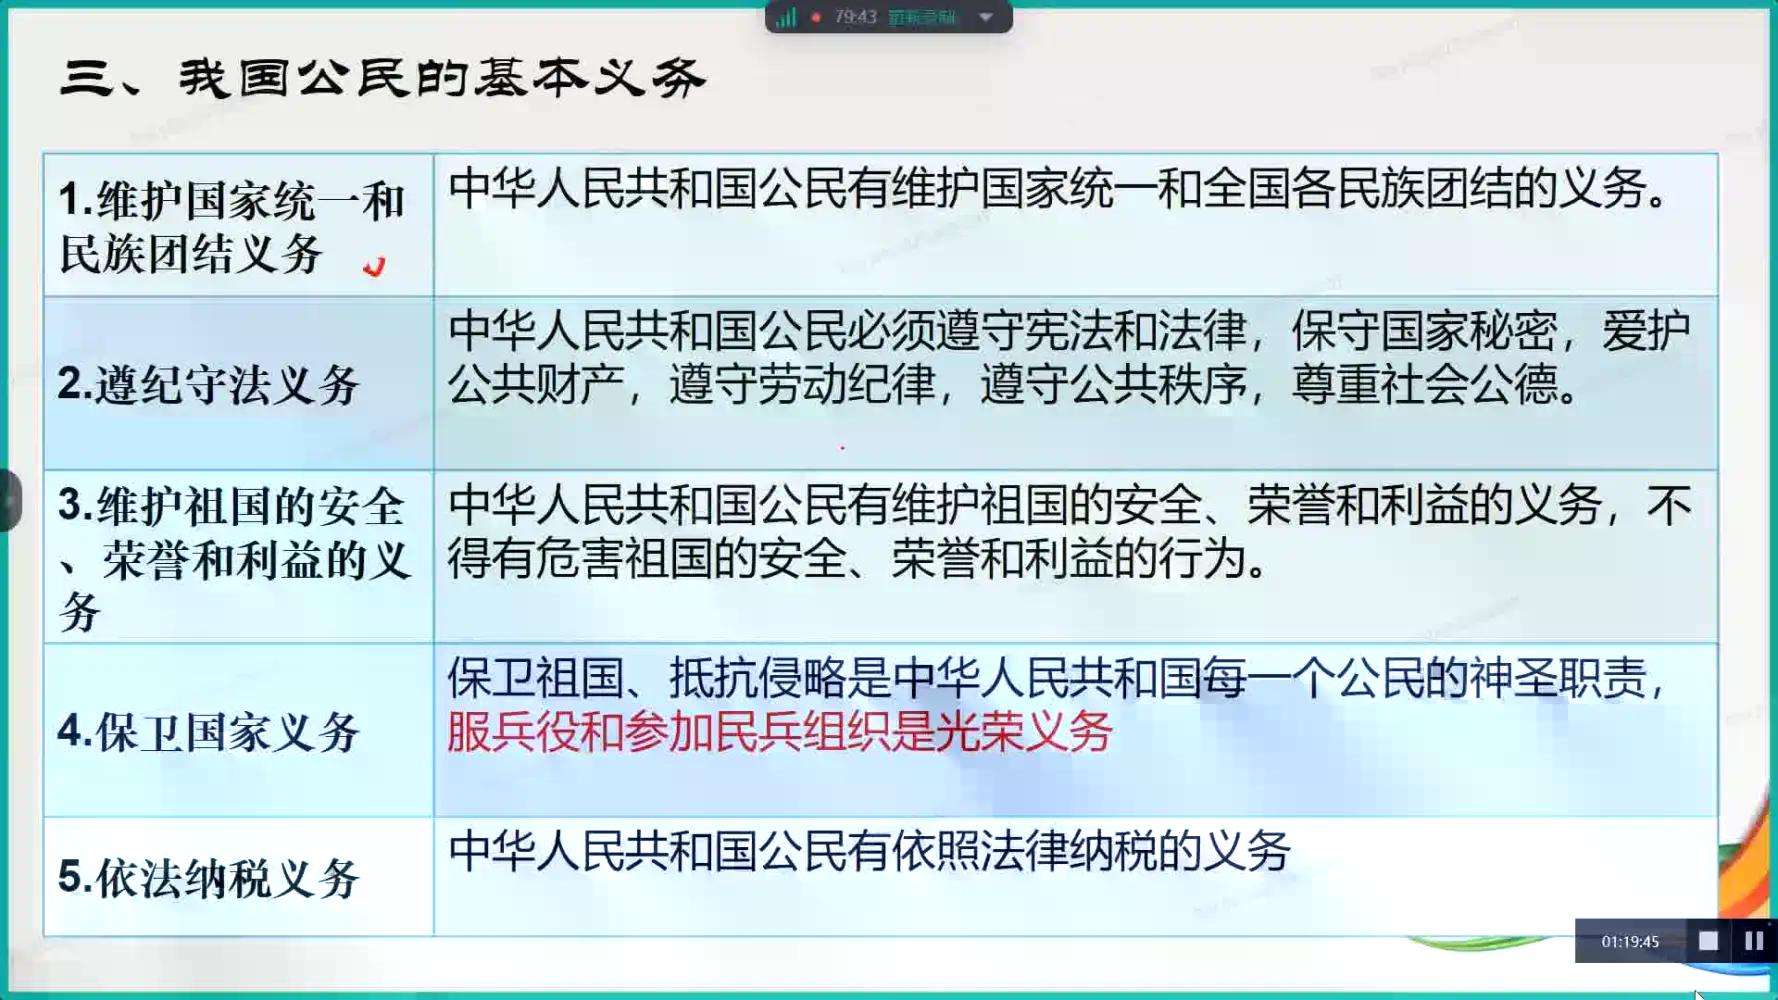 79:43
三、我国公民的基本义务
1.维护国家统一和
民族团结义务
中华人民共和国公民有维护国家统一和全国各民族团结的义务。
2.遵纪守法义务
中华人民共和国公民必须遵守宪法和法律，保守国家秘密，爱护
公共财产，遵守劳动纪律，遵守公共秩序，尊重社会公德。
3.维护祖国的安全
、荣誉和利益的义
务
中华人民共和国公民有维护祖国的安全、荣誉和利益的义务，不
得有危害祖国的安全、荣誉和利益的行为。
4.保卫国家义务
保卫祖国、抵抗侵略是中华人民共和国每一个公民的神圣职责，
服兵役和参加民兵组织是光荣义务
5.依法纳税义务
中华人民共和国公民有依照法律纳税的义务
01:19:45